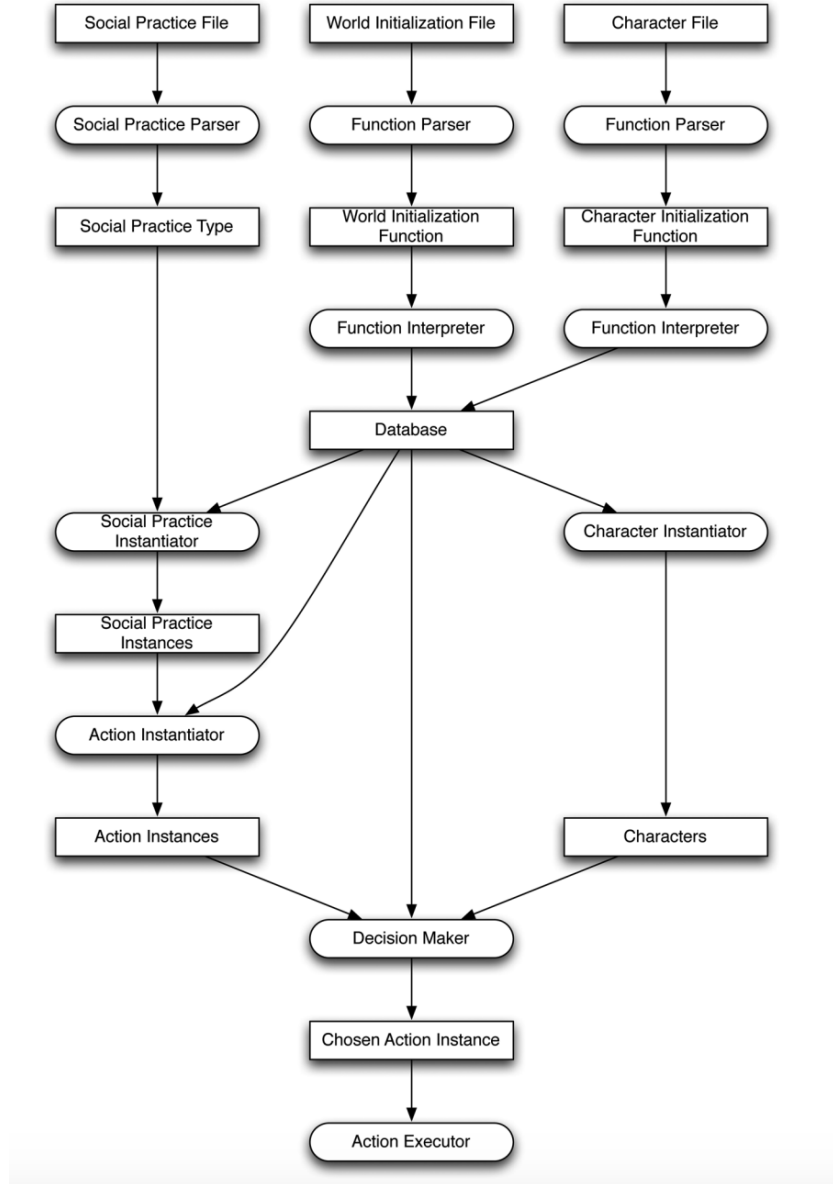 Social Practice File
World Initialization File
Character File
Social Practice Parser
Function Parser
Function Parser
Social Practice Type
World Initialization
Function
Character Initialization
Function
Function Interpreter
Function Interpreter
Database
Social Practice
Instantiator
Character Instantiator
Social Practice
Instances
Action Instantiator
Action Instances
Characters
Decision Maker
Chosen Action Instance
Action Executor